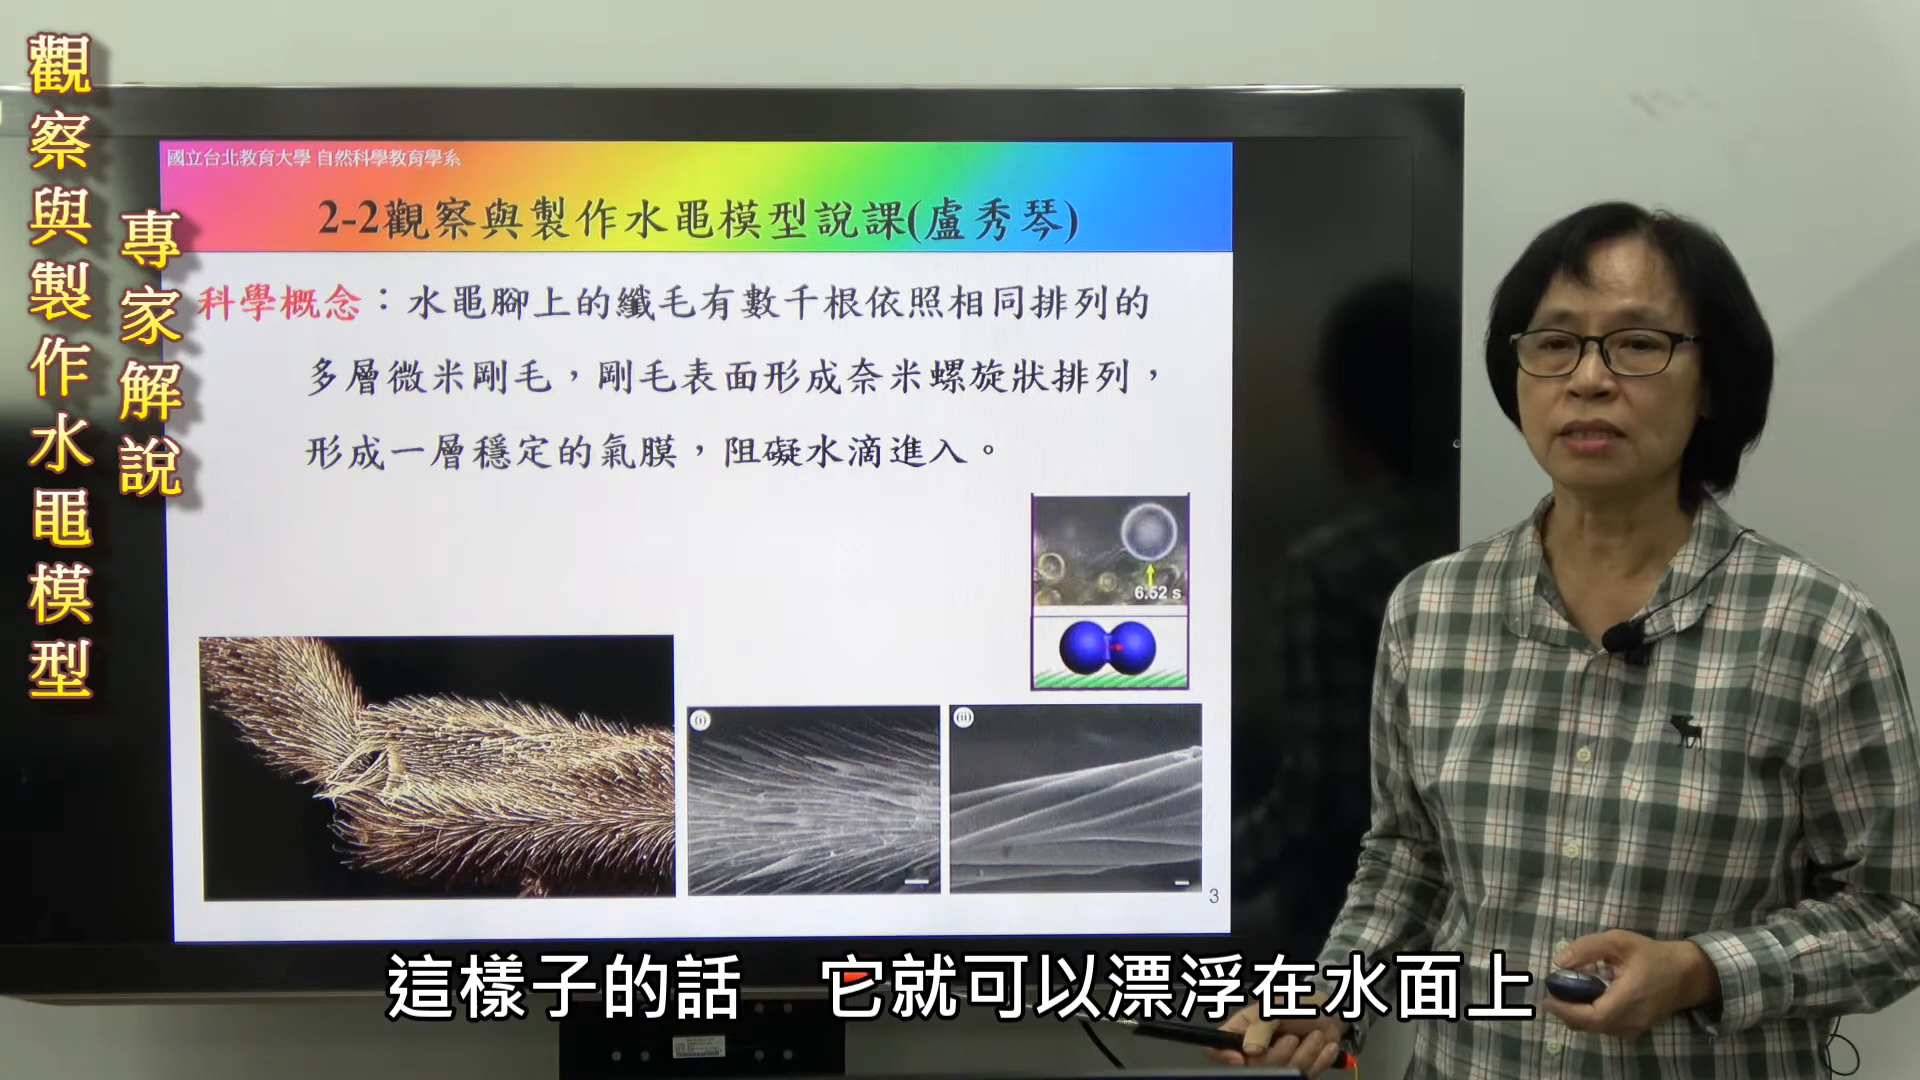 觀察與製作水黽模型
專家解說
國立台北教育大學 自然科學教育學系
2-2觀察與製作水黽模型說課(盧秀琴)
科學概念：水黽腳上的纖毛有數千根依照相同排列的
多層微米剛毛，剛毛表面形成奈米螺旋狀排列，
形成一層穩定的氣膜，阻礙水滴進入。
6.52 s
(i)
(ii)
3
這樣子的話 它就可以漂浮在水面上